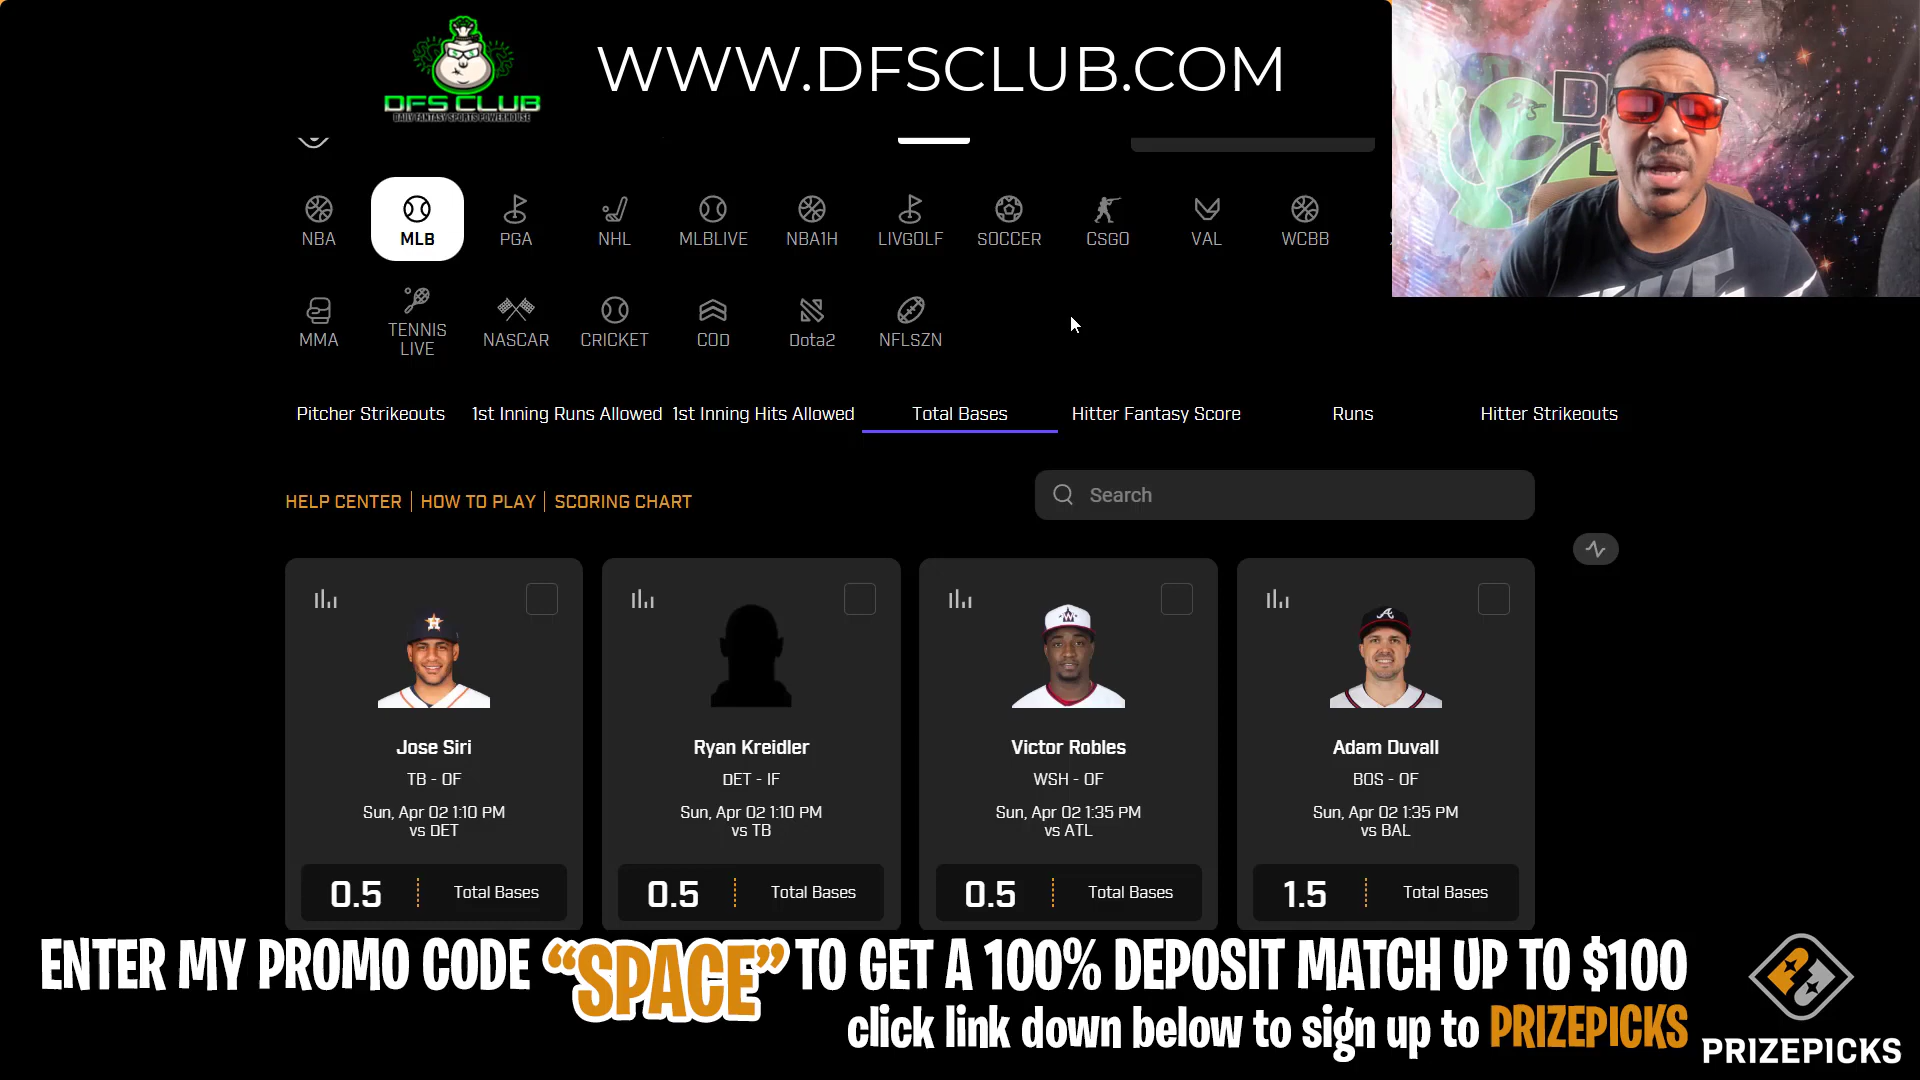 WWW.DFSCLUB.COM
DFS CLUB
DAILY FANTASY SPORTS POWERHOUSE
NBA
MLB
PGA
NHL
MLBLIVE
NBA1H
LIVGOLF
SOCCER
CSGO
VAL
WCBB
MMA
TENNIS
LIVE
NASCAR
CRICKET
COD
Dota2
NFLSZN
Pitcher Strikeouts
1st Inning Runs Allowed
1st Inning Hits Allowed
Total Bases
Hitter Fantasy Score
Runs
Hitter Strikeouts
HELP CENTER | HOW TO PLAY | SCORING CHART
Search
Jose Siri
TB - OF
Sun, Apr 02 1:10 PM
vs DET
0.5 Total Bases
Ryan Kreidler
DET - IF
Sun, Apr 02 1:10 PM
vs TB
0.5 Total Bases
Victor Robles
WSH - OF
Sun, Apr 02 1:35 PM
vs ATL
0.5 Total Bases
Adam Duvall
BOS - OF
Sun, Apr 02 1:35 PM
vs BAL
1.5 Total Bases
ENTER MY PROMO CODE “SPACE” TO GET A 100% DEPOSIT MATCH UP TO $100
click link down below to sign up to PRIZEPICKS
PRIZEPICKS